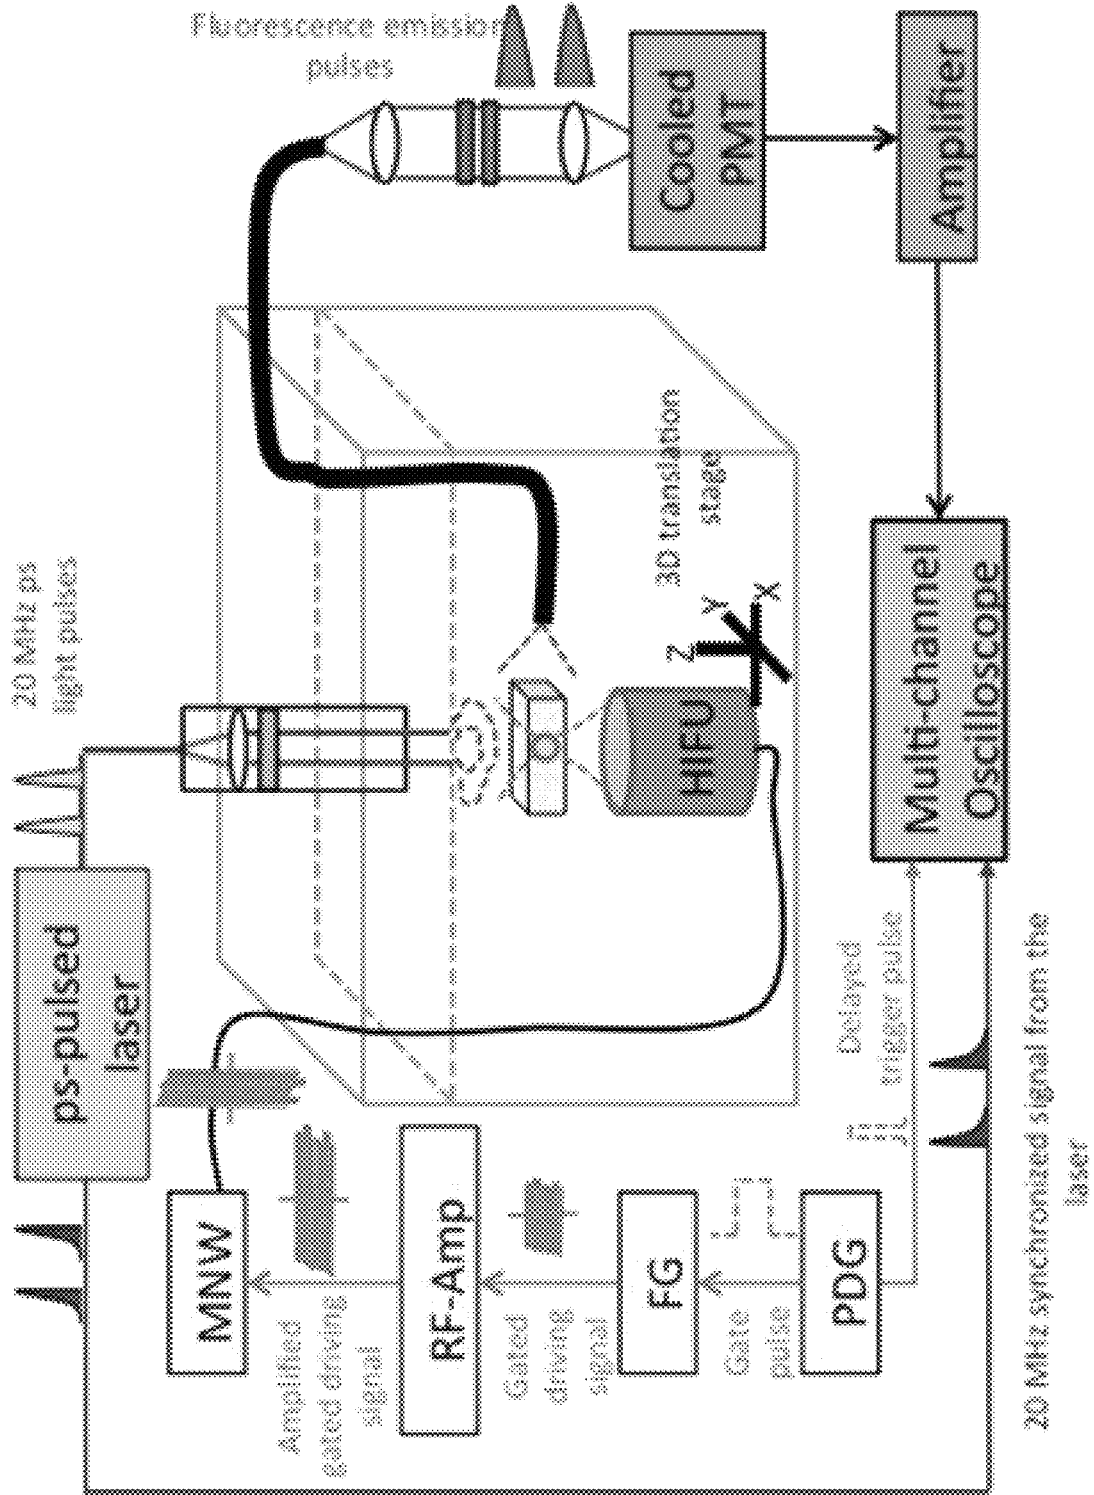 20 MHz ps
light pulses
Fluorescence emission
pulses
ps-pulsed
laser
Cooled
PMT
Amplifier
MNW
Amplified
gated driving
signal
RF-Amp
Gated
driving
signal
FG
Gate
pulse
PDG
HIFU
Z
Y
X
3D translation
stage
Delayed
trigger pulse
Multi-channel
Oscilloscope
20 MHz synchronized signal from the
laser